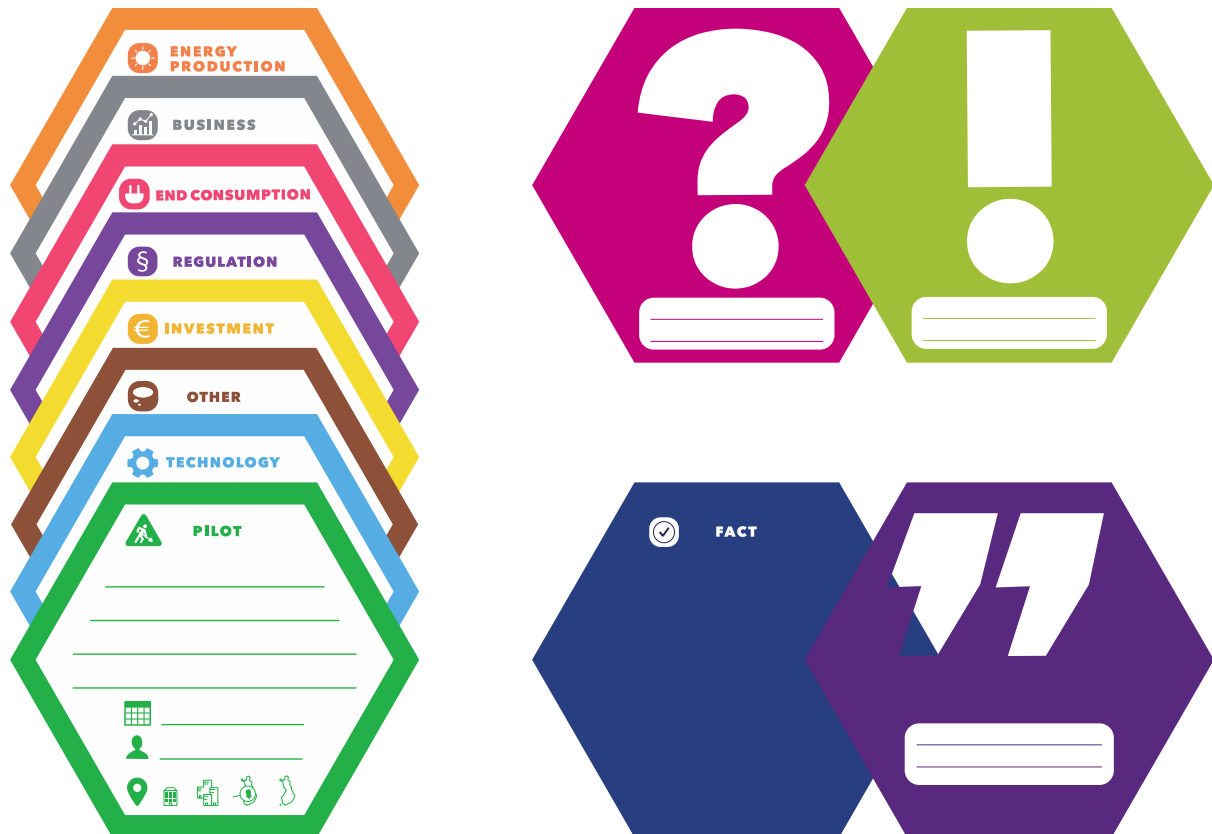 ENERGY
PRODUCTION
BUSINESS
END CONSUMPTION
§ REGULATION
€ INVESTMENT
OTHER
TECHNOLOGY
PILOT
?
!
FACT
”